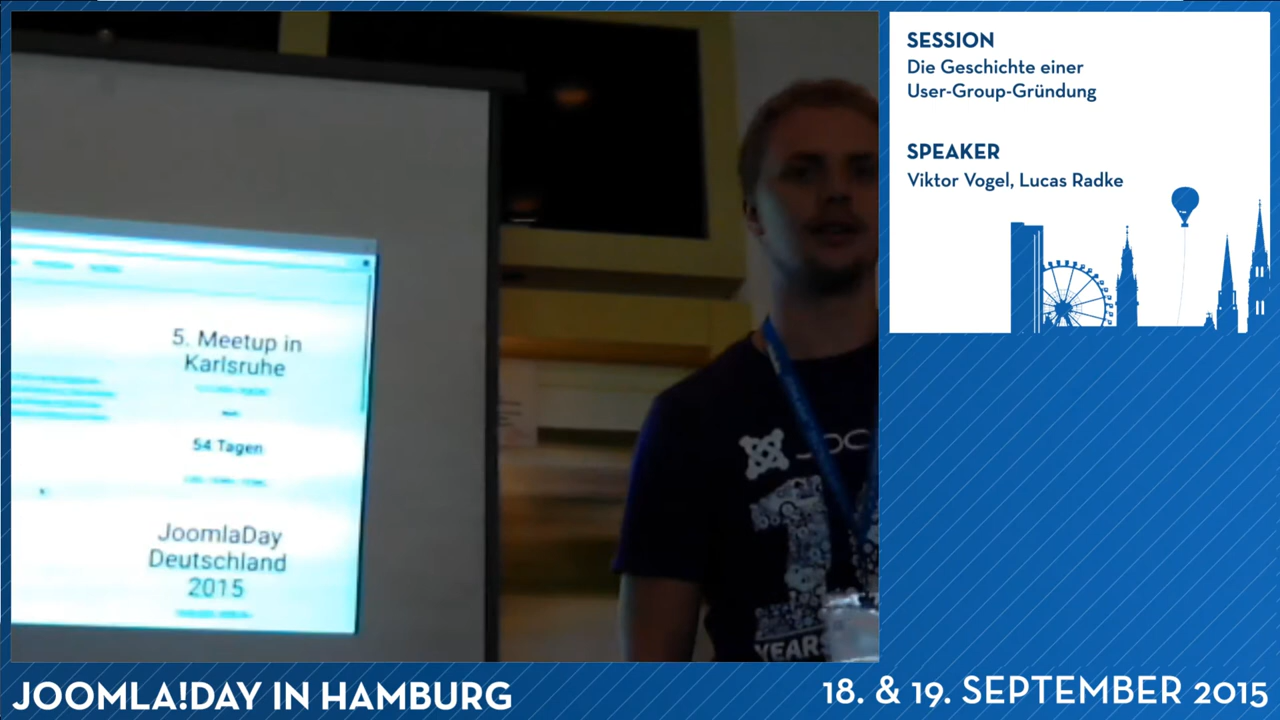 SESSION
Die Geschichte einer
User-Group-Gründung
SPEAKER
Viktor Vogel, Lucas Radke
5. Meetup in
Karlsruhe
54 Tagen
JoomlaDay
Deutschland
2015
YEARS
JOOMLA!DAY IN HAMBURG
18. & 19. SEPTEMBER 2015